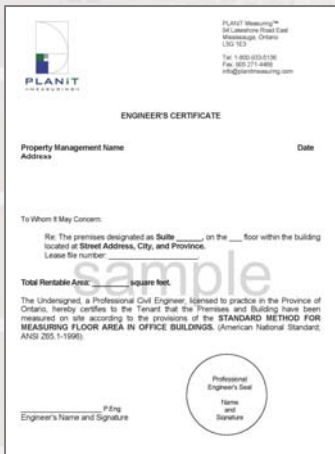 PLANiT
MEASURING
PLANiT Measuring™
94 Lakeshore Road East
Mississauga, Ontario
L5G 1E3
Tel: 1-800-933-5136
Fax: 905 271-4468
info@planitmeasuring.com
ENGINEER'S CERTIFICATE
Property Management Name Date
Address
To Whom It May Concern:
Re: The premises designated as Suite ______, on the ___ floor within the building
located at Street Address, City, and Province.
Lease file number: ____________________.
sample
Total Rentable Area: ________ square feet.
The Undersigned, a Professional Civil Engineer, licensed to practice in the Province of
Ontario, hereby certifies to the Tenant that the Premises and Building have been
measured on site according to the provisions of the STANDARD METHOD FOR
MEASURING FLOOR AREA IN OFFICE BUILDINGS. (American National Standard,
ANSI Z65.1-1996).
Professional
Engineer's Seal
Name
and
Signature
________________ P.Eng
Engineer's Name and Signature